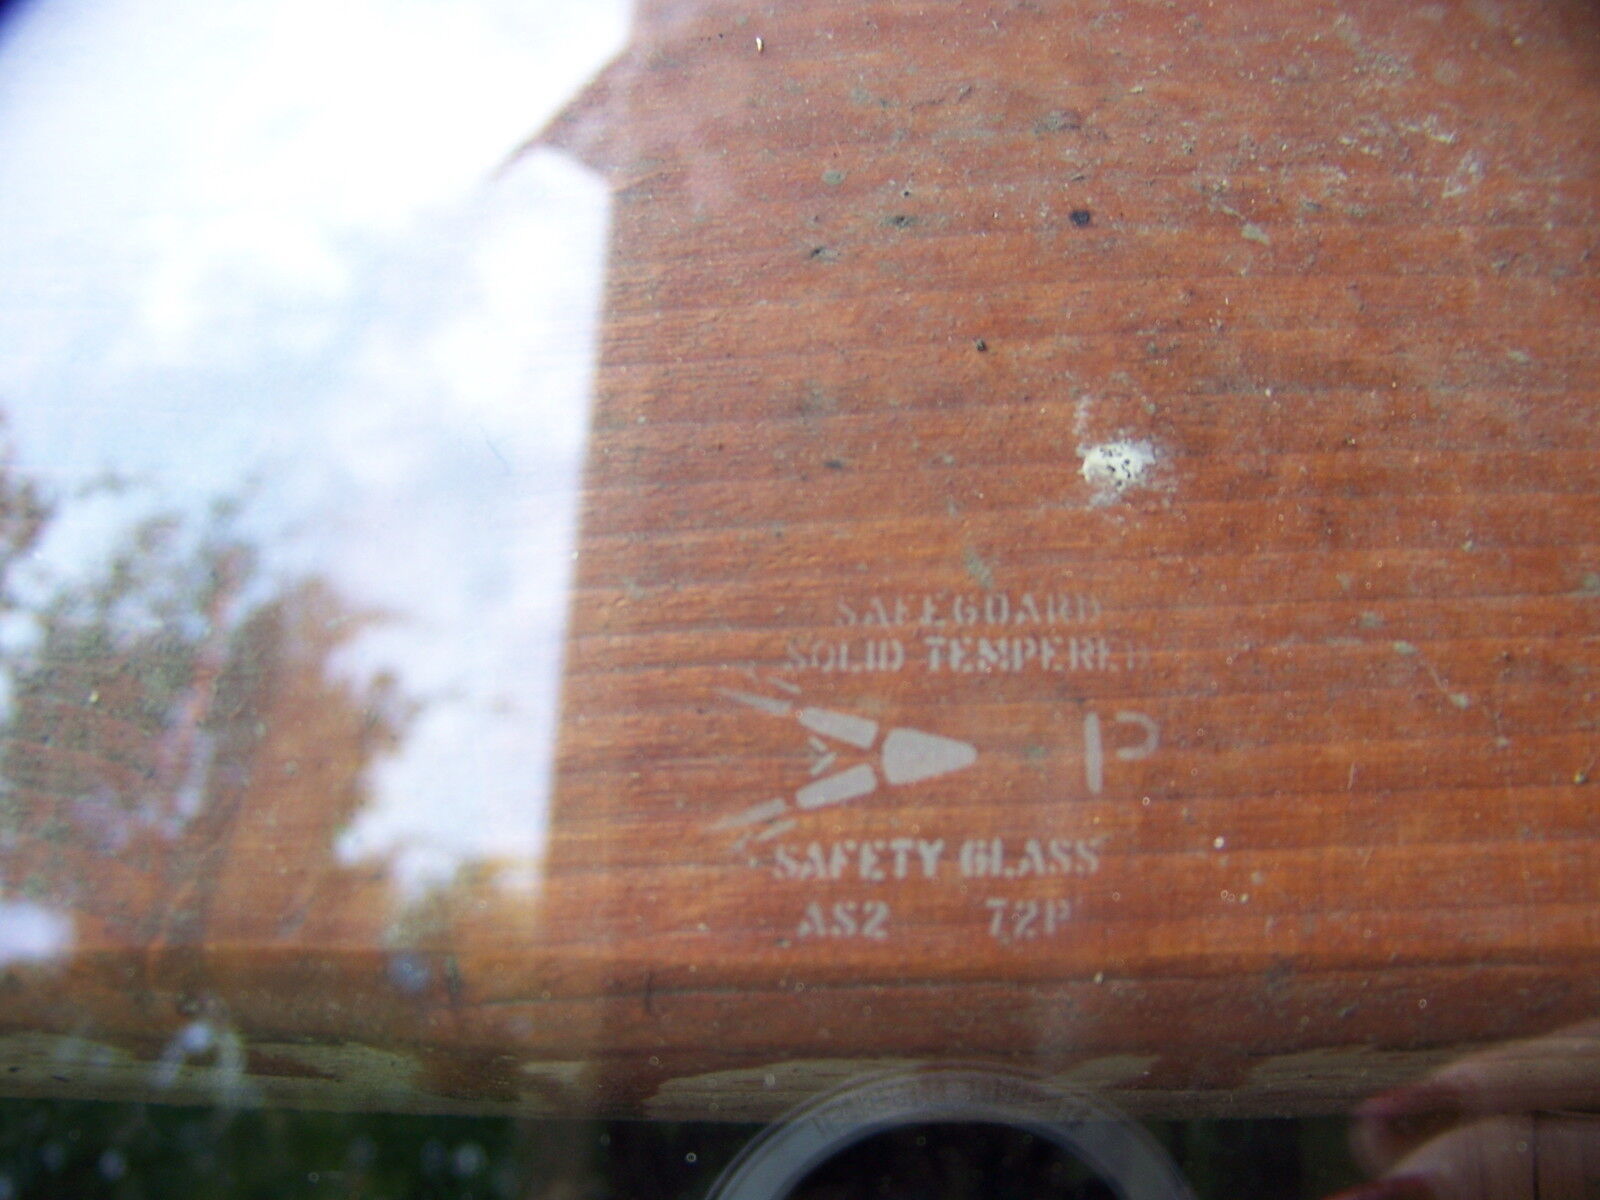 SAFEGUARD
SOLID TEMPERED
P
SAFETY GLASS
AS2 72P